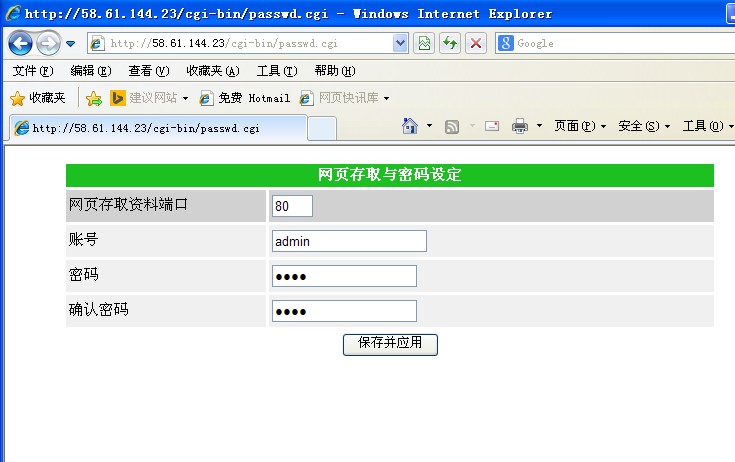 http://58.61.144.23/cgi-bin/passwd.cgi - Windows Internet Explorer
http://58.61.144.23/cgi-bin/passwd.cgi Google
文件(F) 编辑(E) 查看(V) 收藏夹(A) 工具(T) 帮助(H)
收藏夹 建议网站 免费 Hotmail 网页快讯库
http://58.61.144.23/cgi-bin/passwd.cgi 页面(P) 安全(S) 工具(O)
网页存取与密码设定
网页存取资料端口 80
账号 admin
密码 ●●●●
确认密码 ●●●●
保存并应用